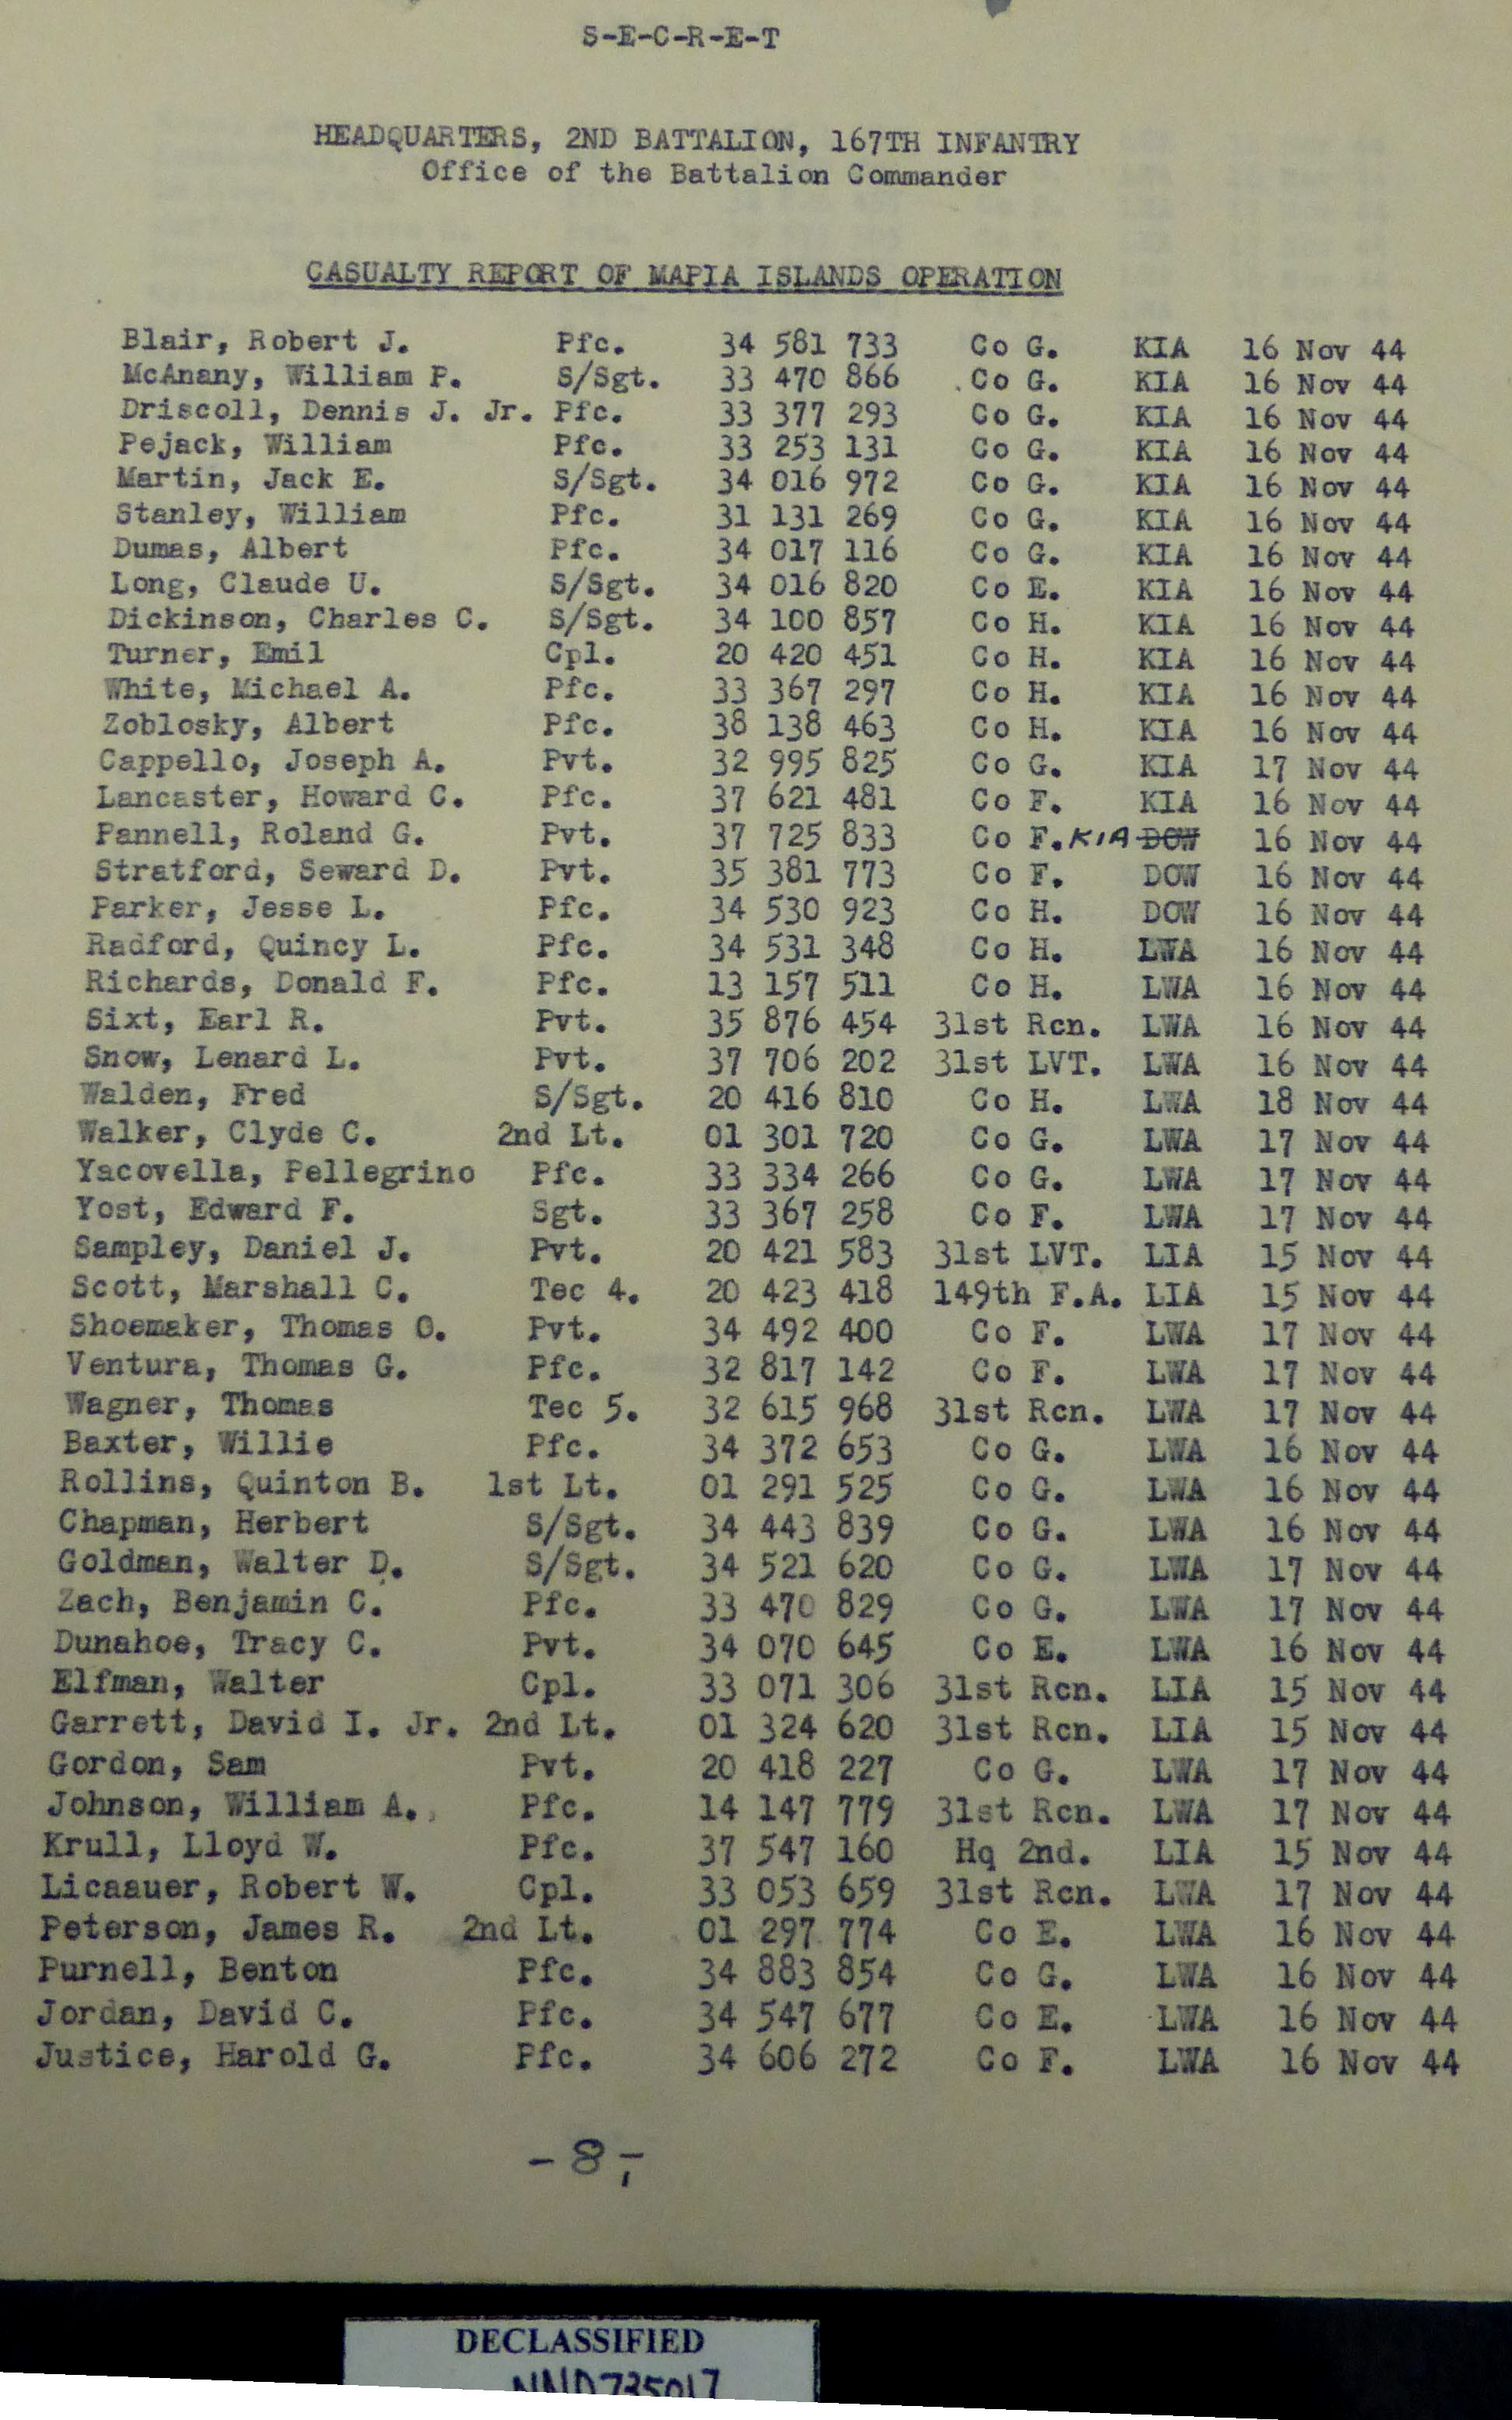 S-E-C-R-E-T
HEADQUARTERS, 2ND BATTALION, 167TH INFANTRY
Office of the Battalion Commander
CASUALTY REPORT OF MAPIA ISLANDS OPERATION
Blair, Robert J. Pfc. 34 581 733 Co G. KIA 16 Nov 44
McAnany, William P. S/Sgt. 33 470 866 Co G. KIA 16 Nov 44
Driscoll, Dennis J. Jr. Pfc. 33 377 293 Co G. KIA 16 Nov 44
Pejack, William Pfc. 33 253 131 Co G. KIA 16 Nov 44
Martin, Jack E. S/Sgt. 34 016 972 Co G. KIA 16 Nov 44
Stanley, William Pfc. 31 131 269 Co G. KIA 16 Nov 44
Dumas, Albert Pfc. 34 017 116 Co G. KIA 16 Nov 44
Long, Claude U. S/Sgt. 34 016 820 Co E. KIA 16 Nov 44
Dickinson, Charles C. S/Sgt. 34 100 857 Co H. KIA 16 Nov 44
Turner, Emil Cpl. 20 420 451 Co H. KIA 16 Nov 44
White, Michael A. Pfc. 33 367 297 Co H. KIA 16 Nov 44
Zoblosky, Albert Pfc. 38 138 463 Co H. KIA 16 Nov 44
Cappello, Joseph A. Pvt. 32 995 825 Co G. KIA 17 Nov 44
Lancaster, Howard C. Pfc. 37 621 481 Co F. KIA 16 Nov 44
Pannell, Roland G. Pvt. 37 725 833 Co F. KIA DOW 16 Nov 44
Stratford, Seward D. Pvt. 35 381 773 Co F. DOW 16 Nov 44
Parker, Jesse L. Pfc. 34 530 923 Co H. DOW 16 Nov 44
Radford, Quincy L. Pfc. 34 531 348 Co H. LWA 16 Nov 44
Richards, Donald F. Pfc. 13 157 511 Co H. LWA 16 Nov 44
Sixt, Earl R. Pvt. 35 876 454 31st Rcn. LWA 16 Nov 44
Snow, Lenard L. Pvt. 37 706 202 31st LVT. LWA 16 Nov 44
Walden, Fred S/Sgt. 20 416 810 Co H. LWA 18 Nov 44
Walker, Clyde C. 2nd Lt. 01 301 720 Co G. LWA 17 Nov 44
Yacovella, Pellegrino Pfc. 33 334 266 Co G. LWA 17 Nov 44
Yost, Edward F. Sgt. 33 367 258 Co F. LWA 17 Nov 44
Sampley, Daniel J. Pvt. 20 421 583 31st LVT. LIA 15 Nov 44
Scott, Marshall C. Tec 4. 20 423 418 149th F.A. LIA 15 Nov 44
Shoemaker, Thomas O. Pvt. 34 492 400 Co F. LWA 17 Nov 44
Ventura, Thomas G. Pfc. 32 817 142 Co F. LWA 17 Nov 44
Wagner, Thomas Tec 5. 32 615 968 31st Rcn. LWA 17 Nov 44
Baxter, Willie Pfc. 34 372 653 Co G. LWA 16 Nov 44
Rollins, Quinton B. 1st Lt. 01 291 525 Co G. LWA 16 Nov 44
Chapman, Herbert S/Sgt. 34 443 839 Co G. LWA 16 Nov 44
Goldman, Walter D. S/Sgt. 34 521 620 Co G. LWA 17 Nov 44
Zach, Benjamin C. Pfc. 33 470 829 Co G. LWA 17 Nov 44
Dunahoe, Tracy C. Pvt. 34 070 645 Co E. LWA 16 Nov 44
Elfman, Walter Cpl. 33 071 306 31st Rcn. LIA 15 Nov 44
Garrett, David I. Jr. 2nd Lt. 01 324 620 31st Rcn. LIA 15 Nov 44
Gordon, Sam Pvt. 20 418 227 Co G. LWA 17 Nov 44
Johnson, William A. Pfc. 14 147 779 31st Rcn. LWA 17 Nov 44
Krull, Lloyd W. Pfc. 37 547 160 Hq 2nd. LIA 15 Nov 44
Licaauer, Robert W. Cpl. 33 053 659 31st Rcn. LWA 17 Nov 44
Peterson, James R. 2nd Lt. 01 297 774 Co E. LWA 16 Nov 44
Purnell, Benton Pfc. 34 883 854 Co G. LWA 16 Nov 44
Jordan, David C. Pfc. 34 547 677 Co E. LWA 16 Nov 44
Justice, Harold G. Pfc. 34 606 272 Co F. LWA 16 Nov 44
-8-
DECLASSIFIED
NND735017